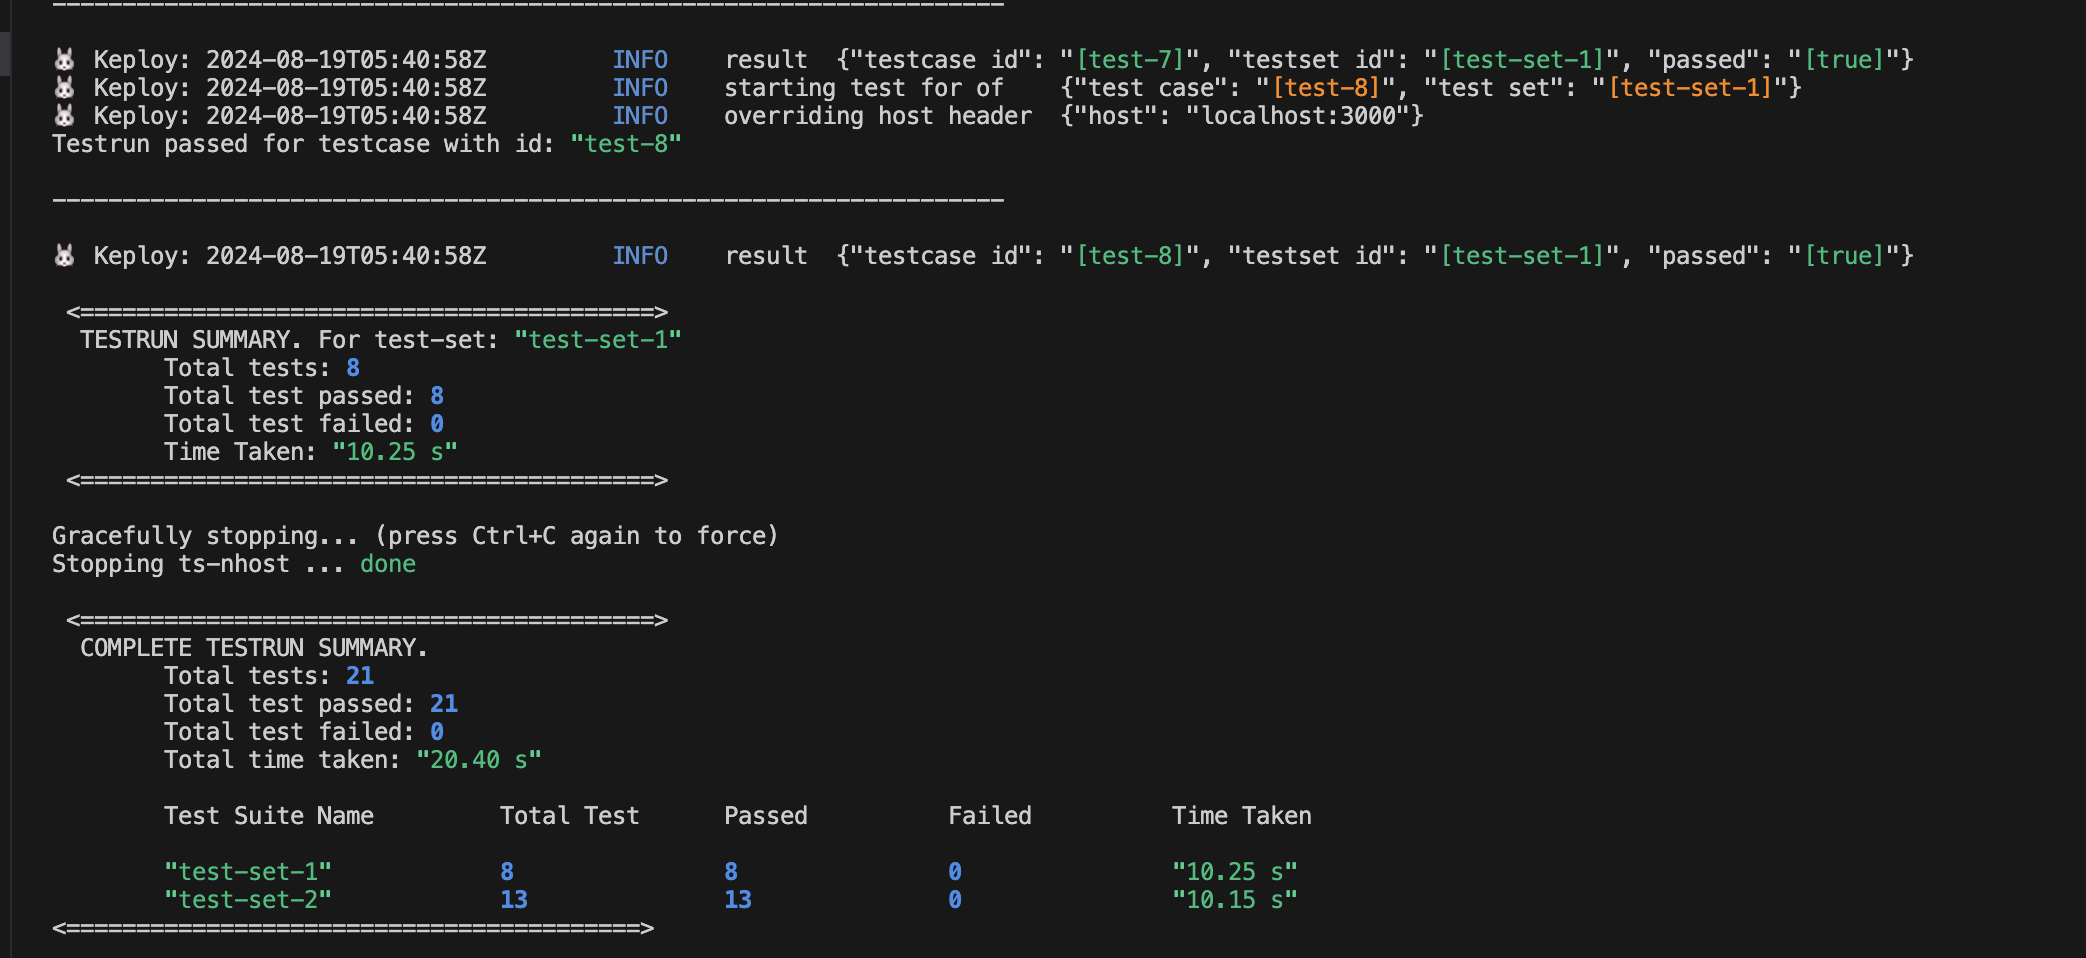 --------------------------------------------------------------------
🐰 Keploy: 2024-08-19T05:40:58Z INFO result {"testcase id": "[test-7]", "testset id": "[test-set-1]", "passed": "[true]"}
🐰 Keploy: 2024-08-19T05:40:58Z INFO starting test for of {"test case": "[test-8]", "test set": "[test-set-1]"}
🐰 Keploy: 2024-08-19T05:40:58Z INFO overriding host header {"host": "localhost:3000"}
Testrun passed for testcase with id: "test-8"
--------------------------------------------------------------------
🐰 Keploy: 2024-08-19T05:40:58Z INFO result {"testcase id": "[test-8]", "testset id": "[test-set-1]", "passed": "[true]"}
<=========================================>
TESTRUN SUMMARY. For test-set: "test-set-1"
Total tests: 8
Total test passed: 8
Total test failed: 0
Time Taken: "10.25 s"
<=========================================>
Gracefully stopping... (press Ctrl+C again to force)
Stopping ts-nhost ... done
<=========================================>
COMPLETE TESTRUN SUMMARY.
Total tests: 21
Total test passed: 21
Total test failed: 0
Total time taken: "20.40 s"
Test Suite Name Total Test Passed Failed Time Taken
"test-set-1" 8 8 0 "10.25 s"
"test-set-2" 13 13 0 "10.15 s"
<=========================================>